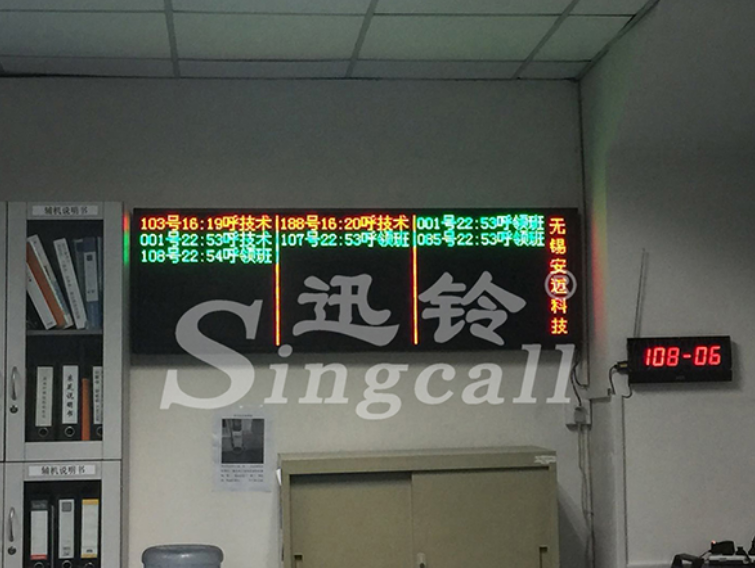 辅机说明书
103号16:19呼技术
188号16:20呼技术
001号22:53呼领班
001号22:53呼技术
107号22:53呼领班
085号22:53呼领班
108号22:54呼领班
无锡安迈科技
迅铃®
Singcall
108-06
辅机说明书